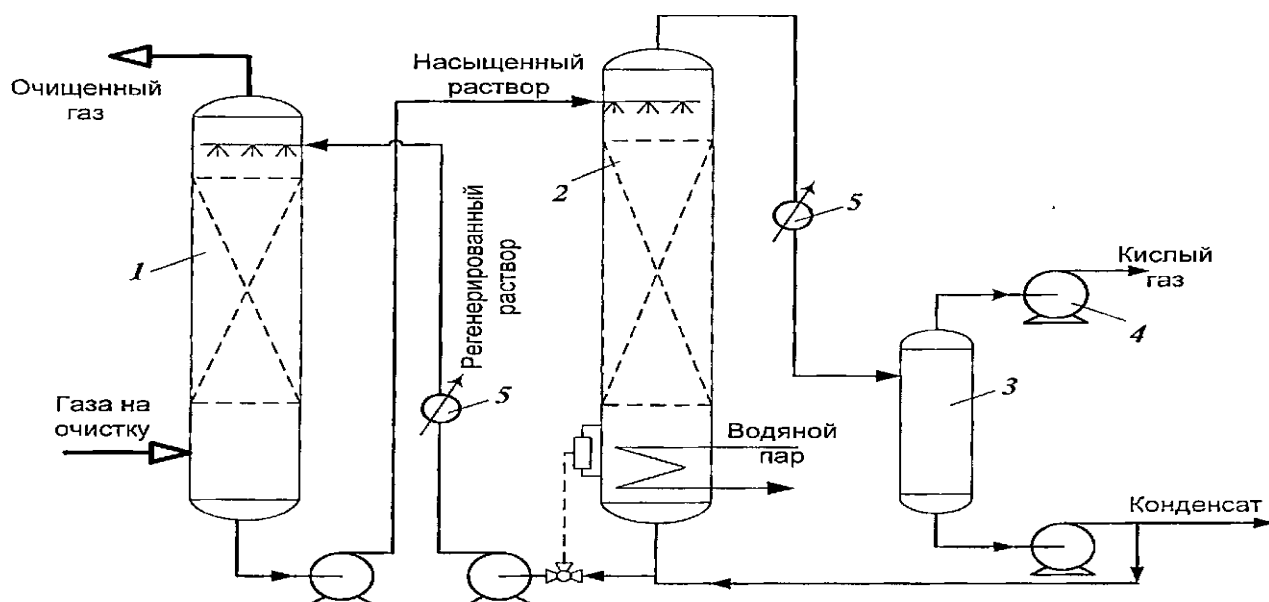 Очищенный
газ
Насыщенный
раствор
1
Газа на
очистку
Регенерированный
раствор
5
2
5
Водяной
пар
3
Кислый
газ
4
Конденсат